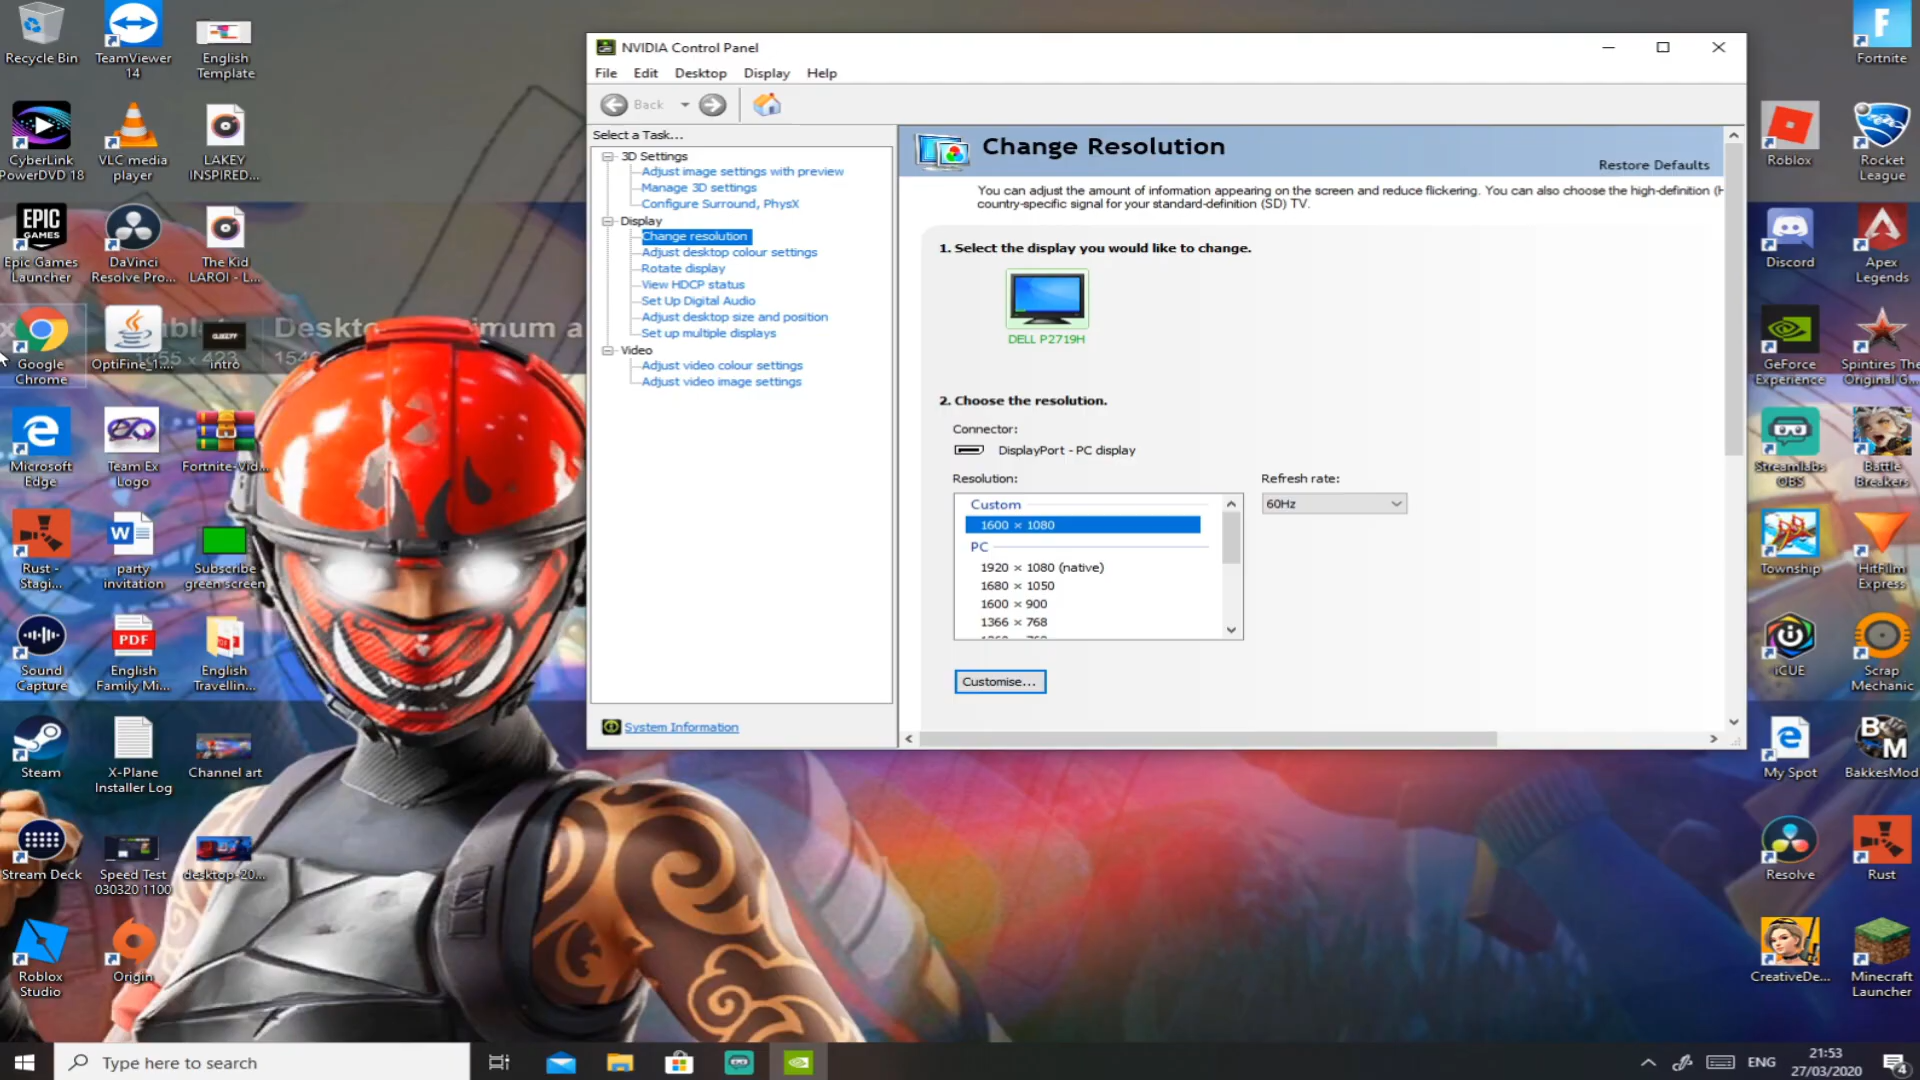 Recycle Bin
TeamViewer
14
English
Template
CyberLink
PowerDVD 18
VLC media
player
LAKEY
INSPIRED...
EPIC
GAMES
Epic Games
Launcher
DaVinci
Resolve Pro...
The Kid
LAROI - L...
Google
Chrome
OptiFine_1....
intro
1855 x 423
Microsoft
Edge
Team Ex
Logo
Fortnite-Vid...
Rust -
Stagi...
party
invitation
Subscribe
green screen
Sound
Capture
PDF
English
Family Mi...
English
Travellin...
Steam
X-Plane
Installer Log
Channel art
Stream Deck
Speed Test
030320 1100
desktop-20...
Roblox
Studio
Origin
NVIDIA Control Panel
File Edit Desktop Display Help
Back
Select a Task...
3D Settings
Adjust image settings with preview
Manage 3D settings
Configure Surround, PhysX
Display
Change resolution
Adjust desktop colour settings
Rotate display
View HDCP status
Set Up Digital Audio
Adjust desktop size and position
Set up multiple displays
Video
Adjust video colour settings
Adjust video image settings
System Information
Change Resolution
Restore Defaults
You can adjust the amount of information appearing on the screen and reduce flickering. You can also choose the high-definition (H
country-specific signal for your standard-definition (SD) TV.
1. Select the display you would like to change.
DELL P2719H
2. Choose the resolution.
Connector:
DisplayPort - PC display
Resolution:
Refresh rate:
Custom
60Hz
1600 × 1080
PC
1920 × 1080 (native)
1680 × 1050
1600 × 900
1366 × 768
Customise...
Fortnite
Roblox
Rocket
League
Discord
Apex
Legends
GeForce
Experience
Spintires The
Original G...
Streamlabs
OBS
Battle
Breakers
Township
HitFilm
Express
iCUE
Scrap
Mechanic
My Spot
BakkesMod
Resolve
Rust
CreativeDe...
Minecraft
Launcher
Type here to search
ENG
21:53
27/03/2020
4